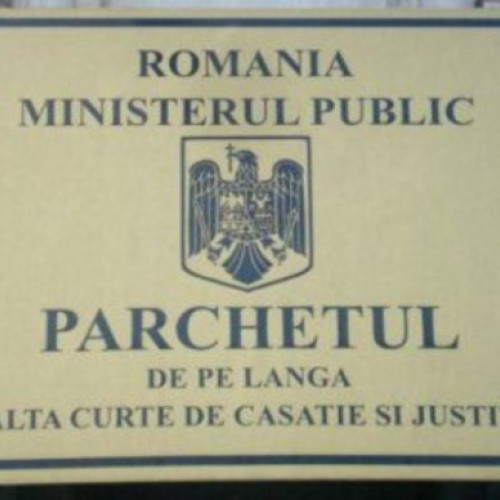 ROMANIA
MINISTERUL PUBLIC
PARCHETUL
DE PE LANGA
ALTA CURTE DE CASATIE SI JUSTI